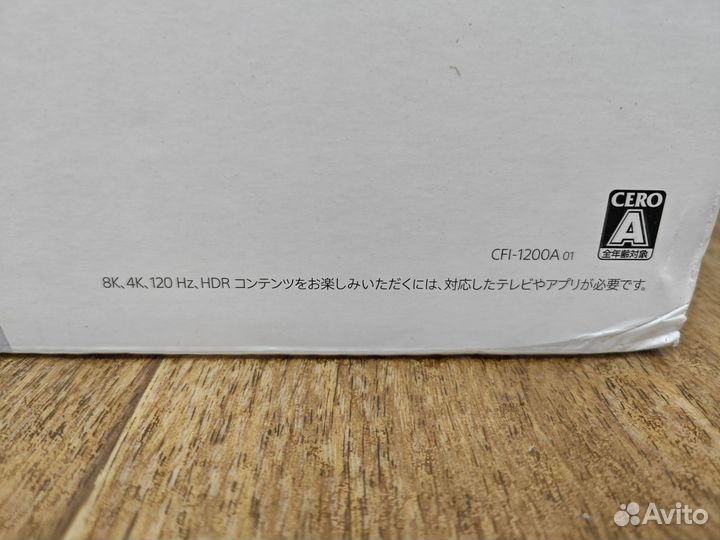 CERO
A
全年齢対象
CFI-1200A 01
8K、4K、120 Hz、HDR コンテンツをお楽しみいただくには、対応したテレビやアプリが必要です。
Avito